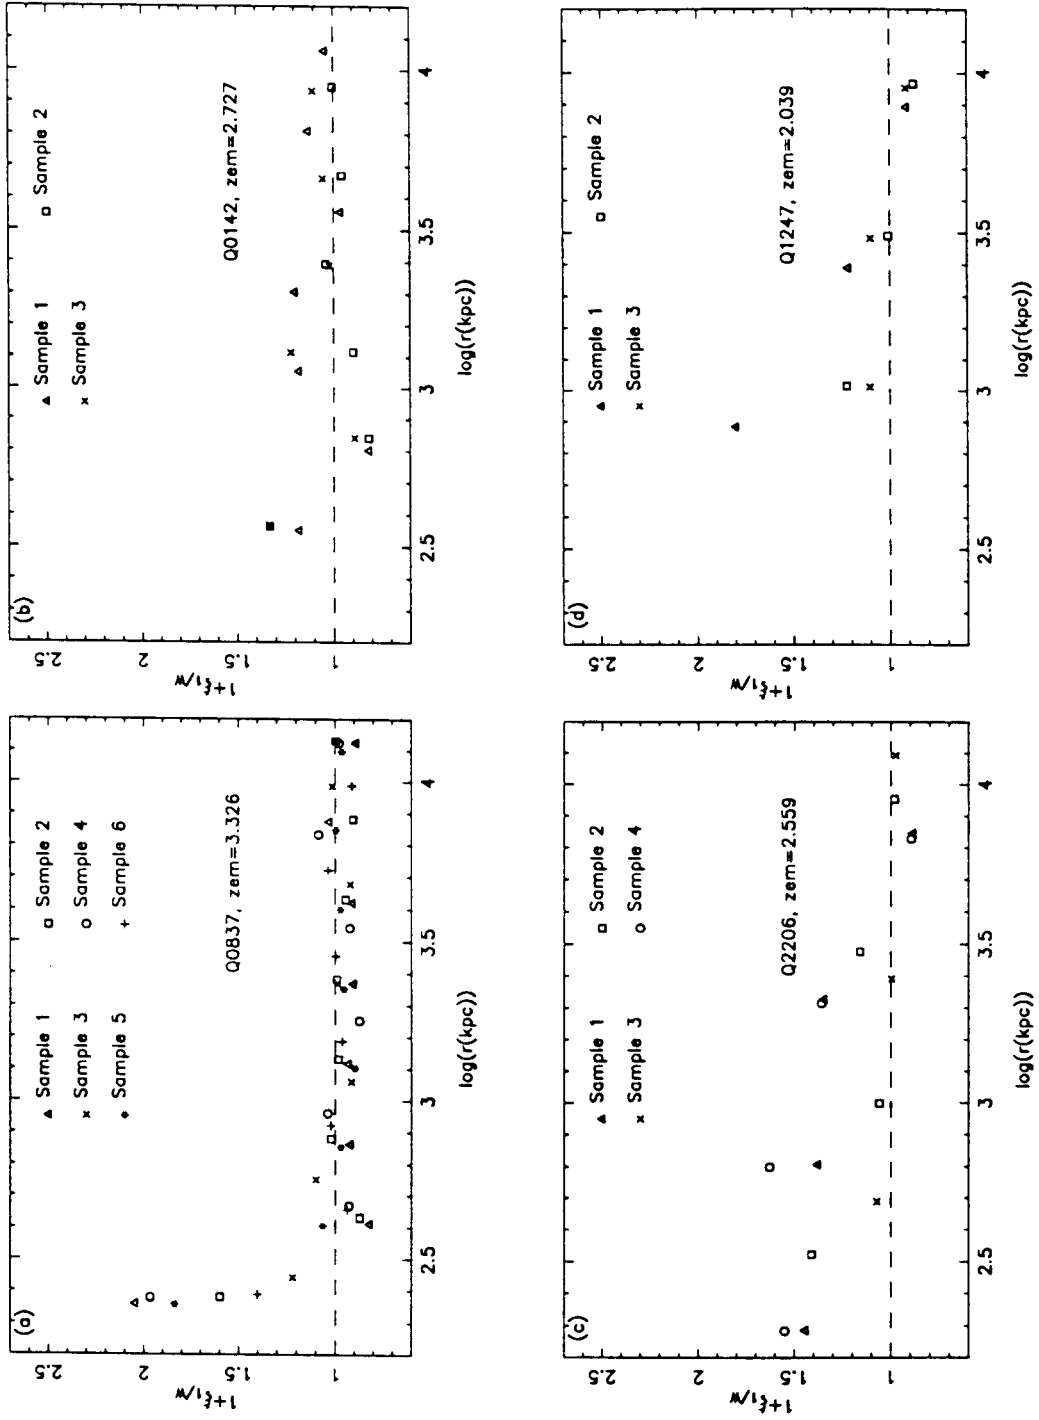 (a)
Sample 1 Sample 2
Sample 3 Sample 4
Sample 5 Sample 6
Q0837, zem=3.326
1+ξ1/w
2.5
2
1.5
1
2.5 3 3.5 4
log(r(kpc))
(b)
Sample 1 Sample 2
Sample 3
Q0142, zem=2.727
1+ξ1/w
2.5
2
1.5
1
2.5 3 3.5 4
log(r(kpc))
(c)
Sample 1 Sample 2
Sample 3 Sample 4
Q2206, zem=2.559
1+ξ1/w
2.5
2
1.5
1
2.5 3 3.5 4
log(r(kpc))
(d)
Sample 1 Sample 2
Sample 3
Q1247, zem=2.039
1+ξ1/w
2.5
2
1.5
1
2.5 3 3.5 4
log(r(kpc))